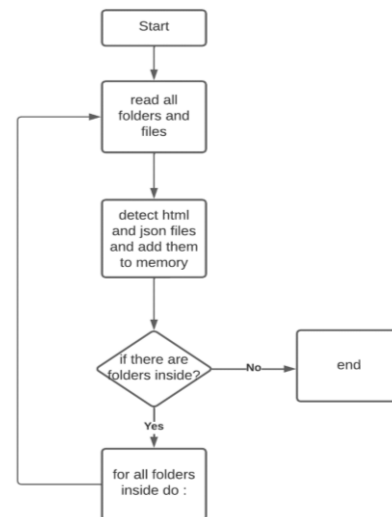 Start
read all
folders and
files
detect html
and json files
and add them
to memory
if there are
folders inside?
No
end
Yes
for all folders
inside do :